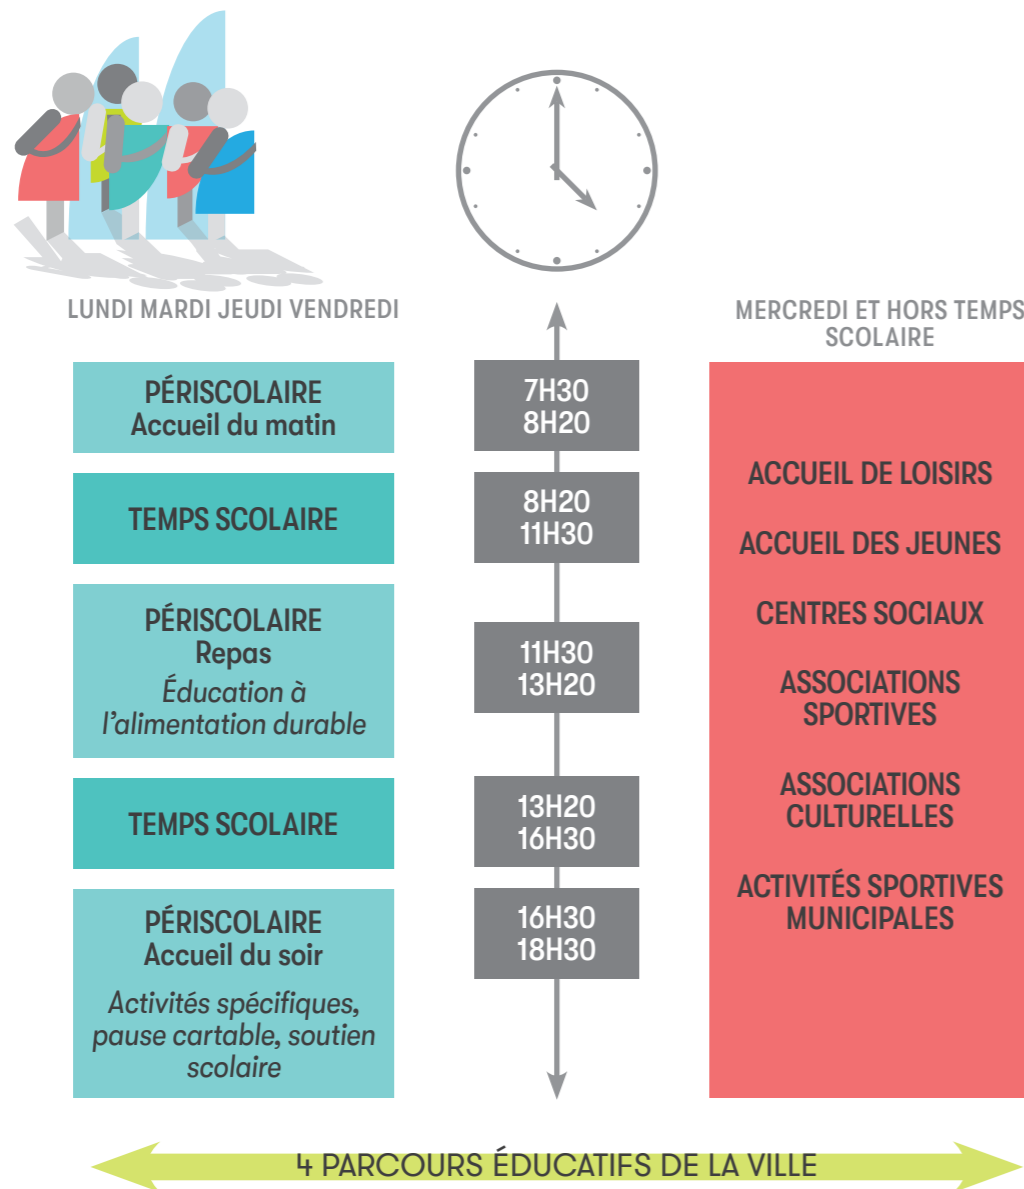 LUNDI MARDI JEUDI VENDREDI
MERCREDI ET HORS TEMPS
SCOLAIRE
PÉRISCOLAIRE
Accueil du matin
7H30
8H20
TEMPS SCOLAIRE
8H20
11H30
PÉRISCOLAIRE
Repas
Éducation à
l’alimentation durable
11H30
13H20
TEMPS SCOLAIRE
13H20
16H30
PÉRISCOLAIRE
Accueil du soir
Activités spécifiques,
pause cartable, soutien
scolaire
16H30
18H30
ACCUEIL DE LOISIRS
ACCUEIL DES JEUNES
CENTRES SOCIAUX
ASSOCIATIONS
SPORTIVES
ASSOCIATIONS
CULTURELLES
ACTIVITÉS SPORTIVES
MUNICIPALES
4 PARCOURS ÉDUCATIFS DE LA VILLE